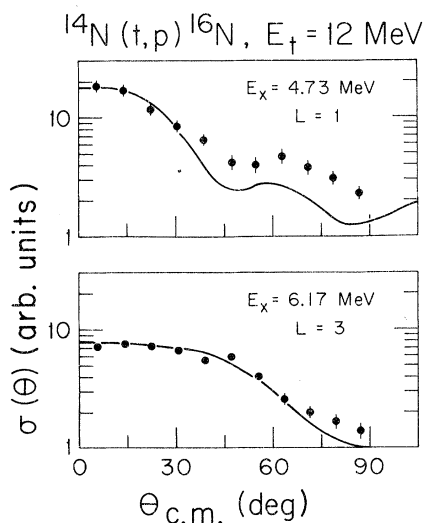 ¹⁴N (t,p) ¹⁶N, Eₜ = 12 MeV
Eₓ = 4.73 MeV
L = 1
10
1
Eₓ = 6.17 MeV
L = 3
10
1
0 30 60 90
σ(θ) (arb. units)
Θc.m. (deg)